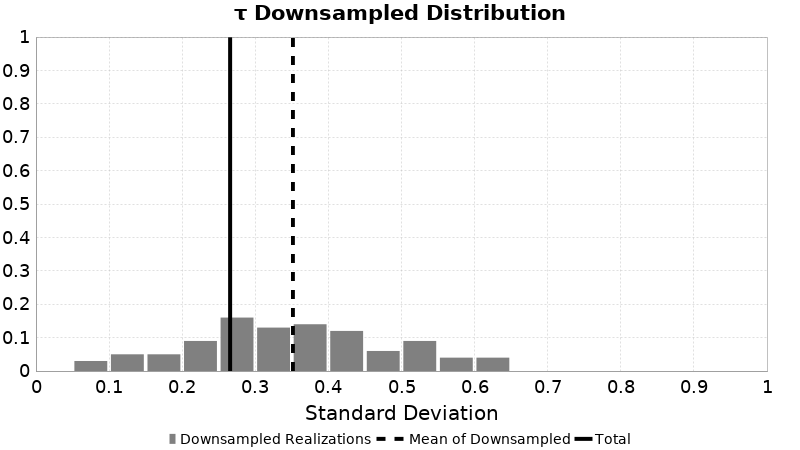 τ Downsampled Distribution
1
0.9
0.8
0.7
0.6
0.5
0.4
0.3
0.2
0.1
0
0 0.1 0.2 0.3 0.4 0.5 0.6 0.7 0.8 0.9 1
Standard Deviation
Downsampled Realizations Mean of Downsampled Total